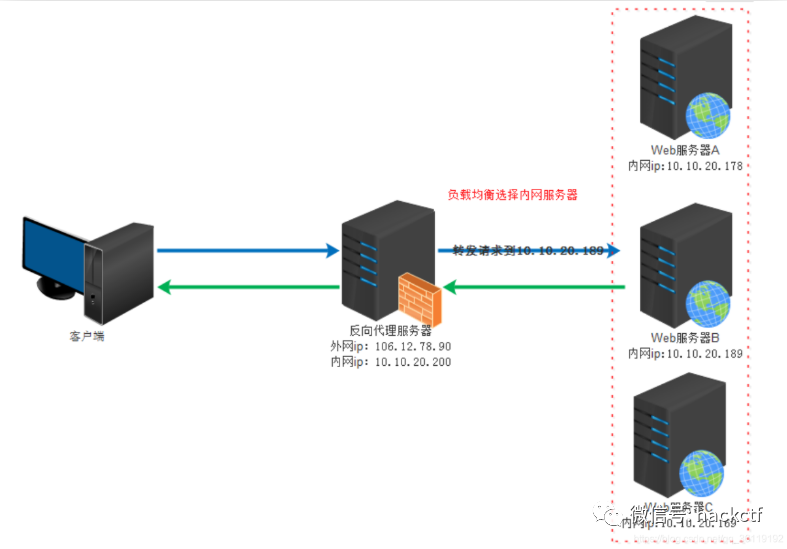 Web服务器A
内网ip:10.10.20.178
负载均衡选择内网服务器
转发请求到10.10.20.189
客户端
反向代理服务器
外网ip: 106.12.78.90
内网ip: 10.10.20.200
Web服务器B
内网ip:10.10.20.189
Web服务器C
内网ip:10.10.20.169
微信号: hackctf